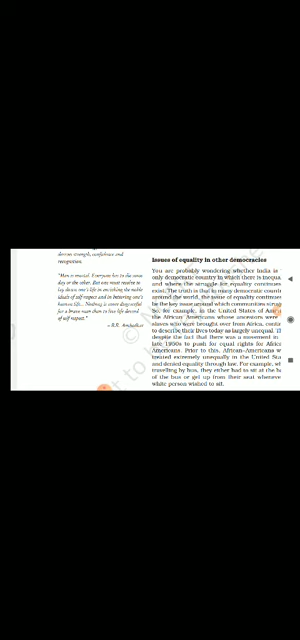 derives strength, confidence and
recognition.
"Man is mortal. Everyone has to die some
day or the other. But one must resolve to
lay down one's life in enriching the noble
ideals of self-respect and in bettering one's
human life... Nothing is more disgraceful
for a brave man than to live life devoid
of self respect."
– B.R. Ambedkar
Issues of equality in other democracies
You are probably wondering whether India is
only democratic country in which there is inequa
and where the struggle for equality continues
exist. The truth is that in many democratic countri
around the world, the issue of equality continues
be the key issue around which communities strug
So, for example, in the United States of Ame
the African Americans whose ancestors were
slaves who were brought over from Africa, conti
to describe their lives today as largely unequal. Th
despite the fact that there was a movement in
late 1950s to push for equal rights for Afric
Americans. Prior to this, African-Americans w
treated extremely unequally in the United Sta
and denied equality through law. For example, w
travelling by bus, they either had to sit at the ba
of the bus or get up from their seat wheneve
white person wished to sit.